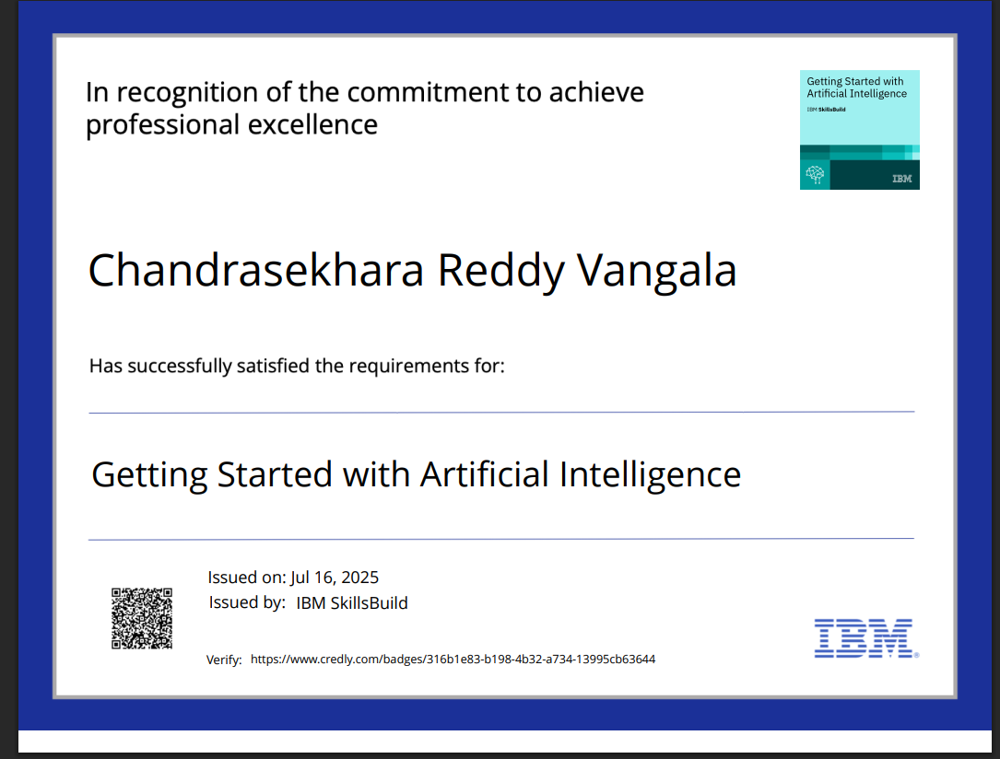 In recognition of the commitment to achieve
professional excellence
Getting Started with
Artificial Intelligence
IBM SkillsBuild
IBM
Chandrasekhara Reddy Vangala
Has successfully satisfied the requirements for:
Getting Started with Artificial Intelligence
Issued on: Jul 16, 2025
Issued by: IBM SkillsBuild
Verify: https://www.credly.com/badges/316b1e83-b198-4b32-a734-13995cb63644
IBM®